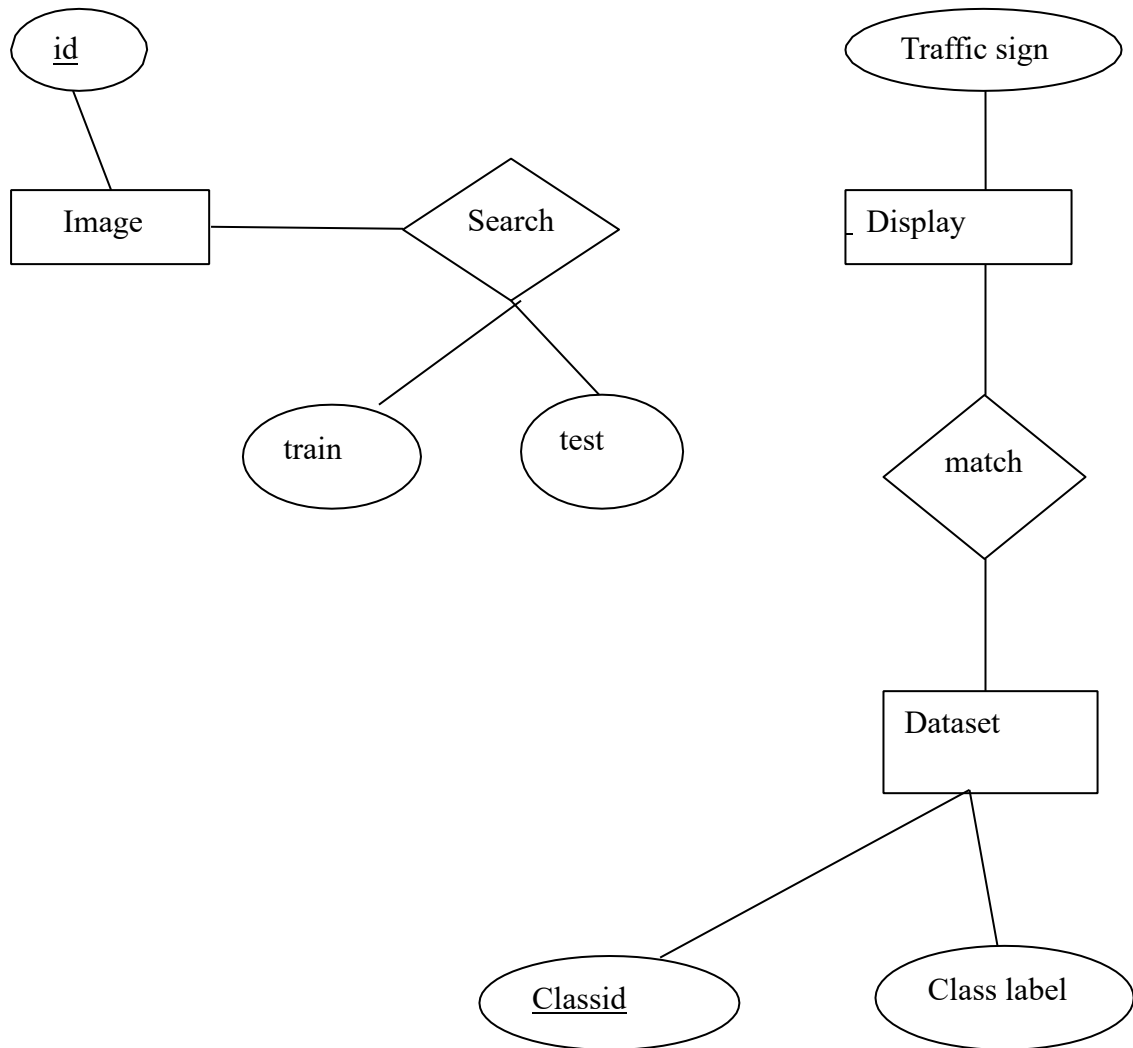 id
Traffic sign
Image
Search
Display
train
test
match
Dataset
Classid
Class label